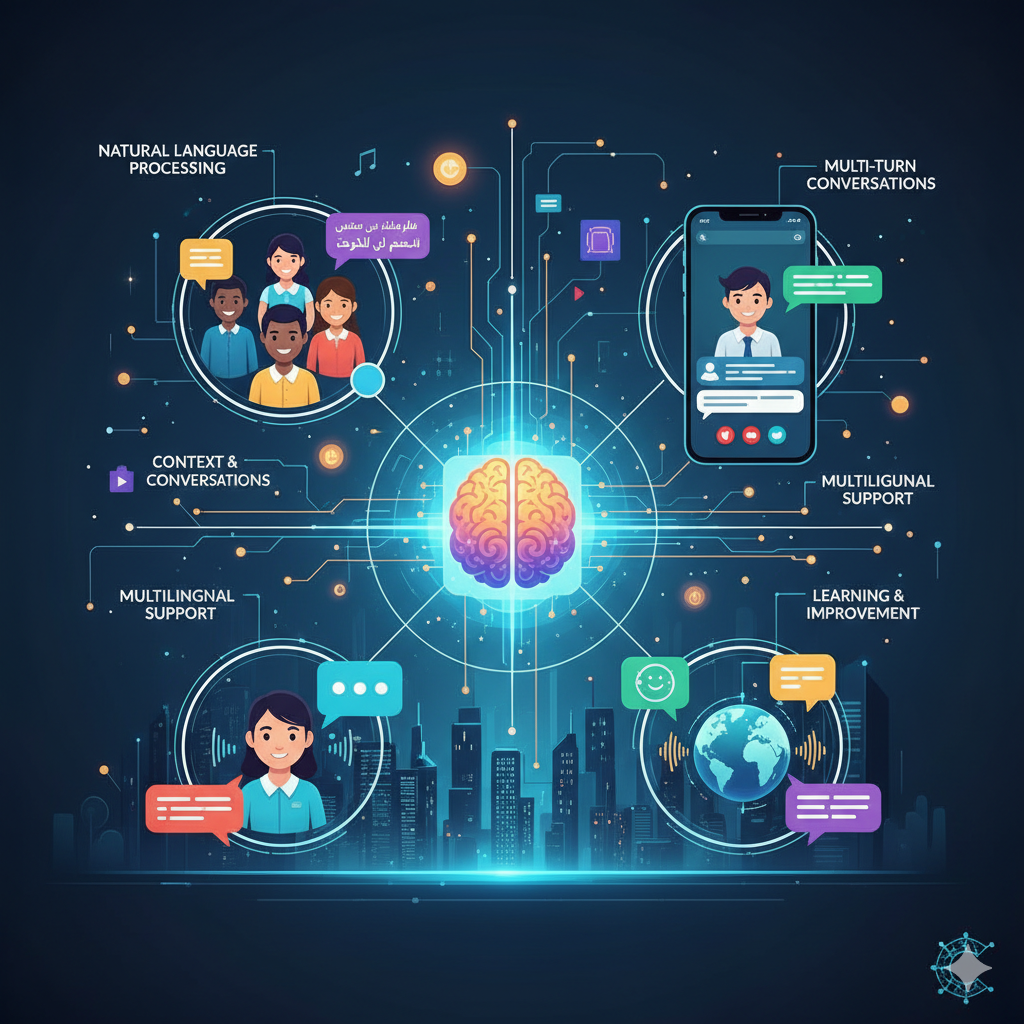 NATURAL LANGUAGE
PROCESSING
MULTI-TURN
CONVERSATIONS
CONTEXT &
CONVERSATIONS
MULTILIGUNAL
SUPPORT
MULTILINGNAL
SUPPORT
LEARNING &
IMPROVEMENT